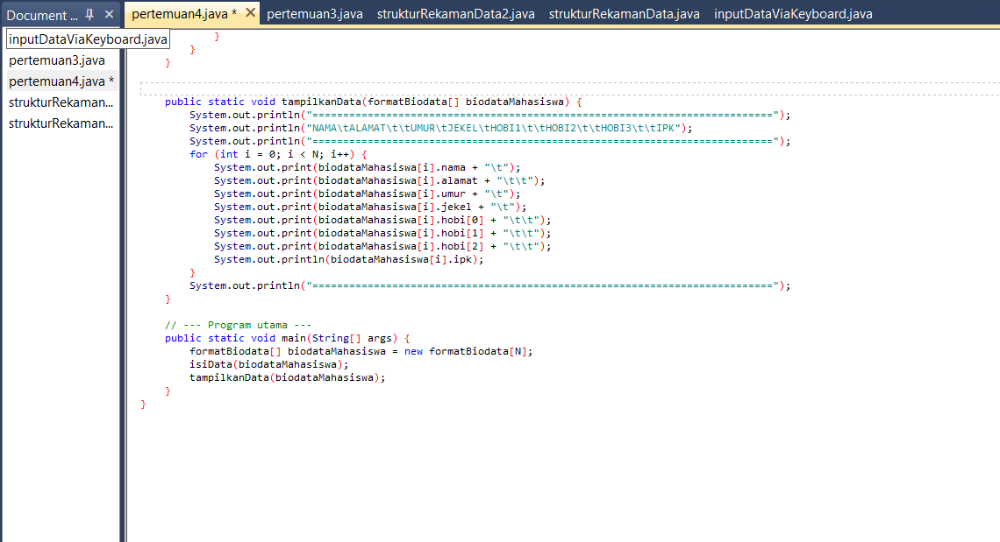 Document ...
pertemuan4.java *
pertemuan3.java
strukturRekamanData2.java
strukturRekamanData.java
inputDataViaKeyboard.java
inputDataViaKeyboard.java
pertemuan3.java
pertemuan4.java *
strukturRekaman...
strukturRekaman...
}
}
}
public static void tampilkanData(formatBiodata[] biodataMahasiswa) {
System.out.println("===========================================================================");
System.out.println("NAMA\tALAMAT\t\tUMUR\tJEKEL\tHOBI1\t\tHOBI2\t\tHOBI3\t\tIPK");
System.out.println("===========================================================================");
for (int i = 0; i < N; i++) {
System.out.print(biodataMahasiswa[i].nama + "\t");
System.out.print(biodataMahasiswa[i].alamat + "\t\t");
System.out.print(biodataMahasiswa[i].umur + "\t");
System.out.print(biodataMahasiswa[i].jekel + "\t");
System.out.print(biodataMahasiswa[i].hobi[0] + "\t\t");
System.out.print(biodataMahasiswa[i].hobi[1] + "\t\t");
System.out.print(biodataMahasiswa[i].hobi[2] + "\t\t");
System.out.println(biodataMahasiswa[i].ipk);
}
System.out.println("===========================================================================");
}
// --- Program utama ---
public static void main(String[] args) {
formatBiodata[] biodataMahasiswa = new formatBiodata[N];
isiData(biodataMahasiswa);
tampilkanData(biodataMahasiswa);
}
}